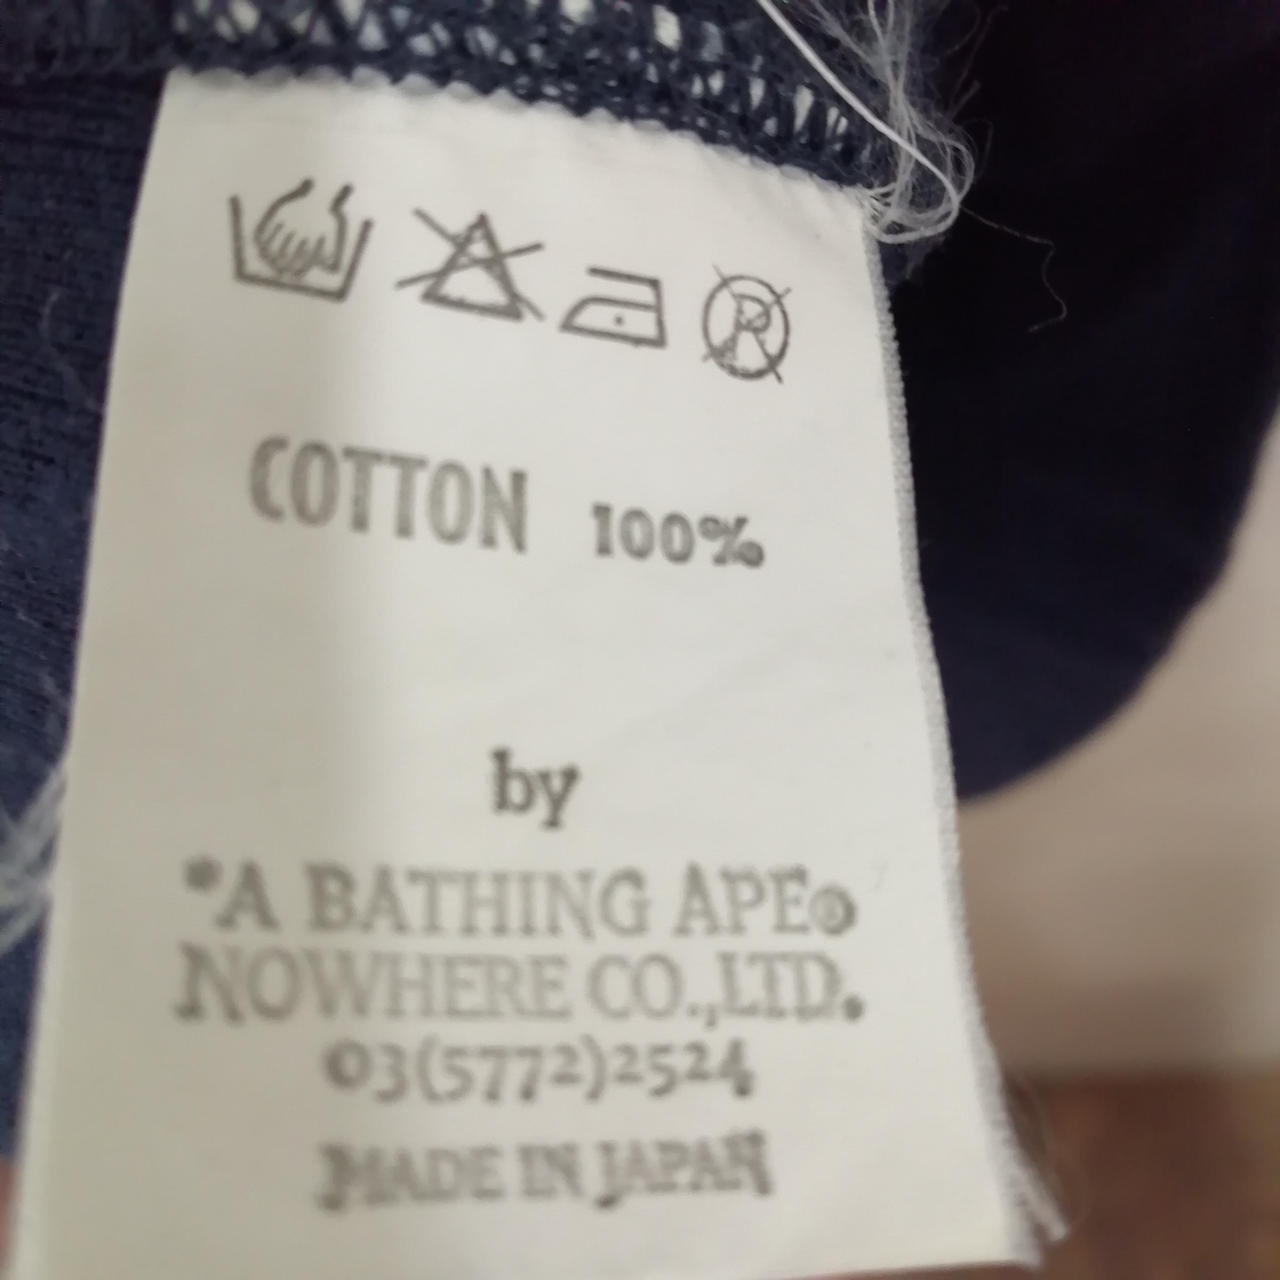 COTTON 100%
by
*A BATHING APE®
NOWHERE CO.,LTD.
03(5772)2524
MADE IN JAPAN